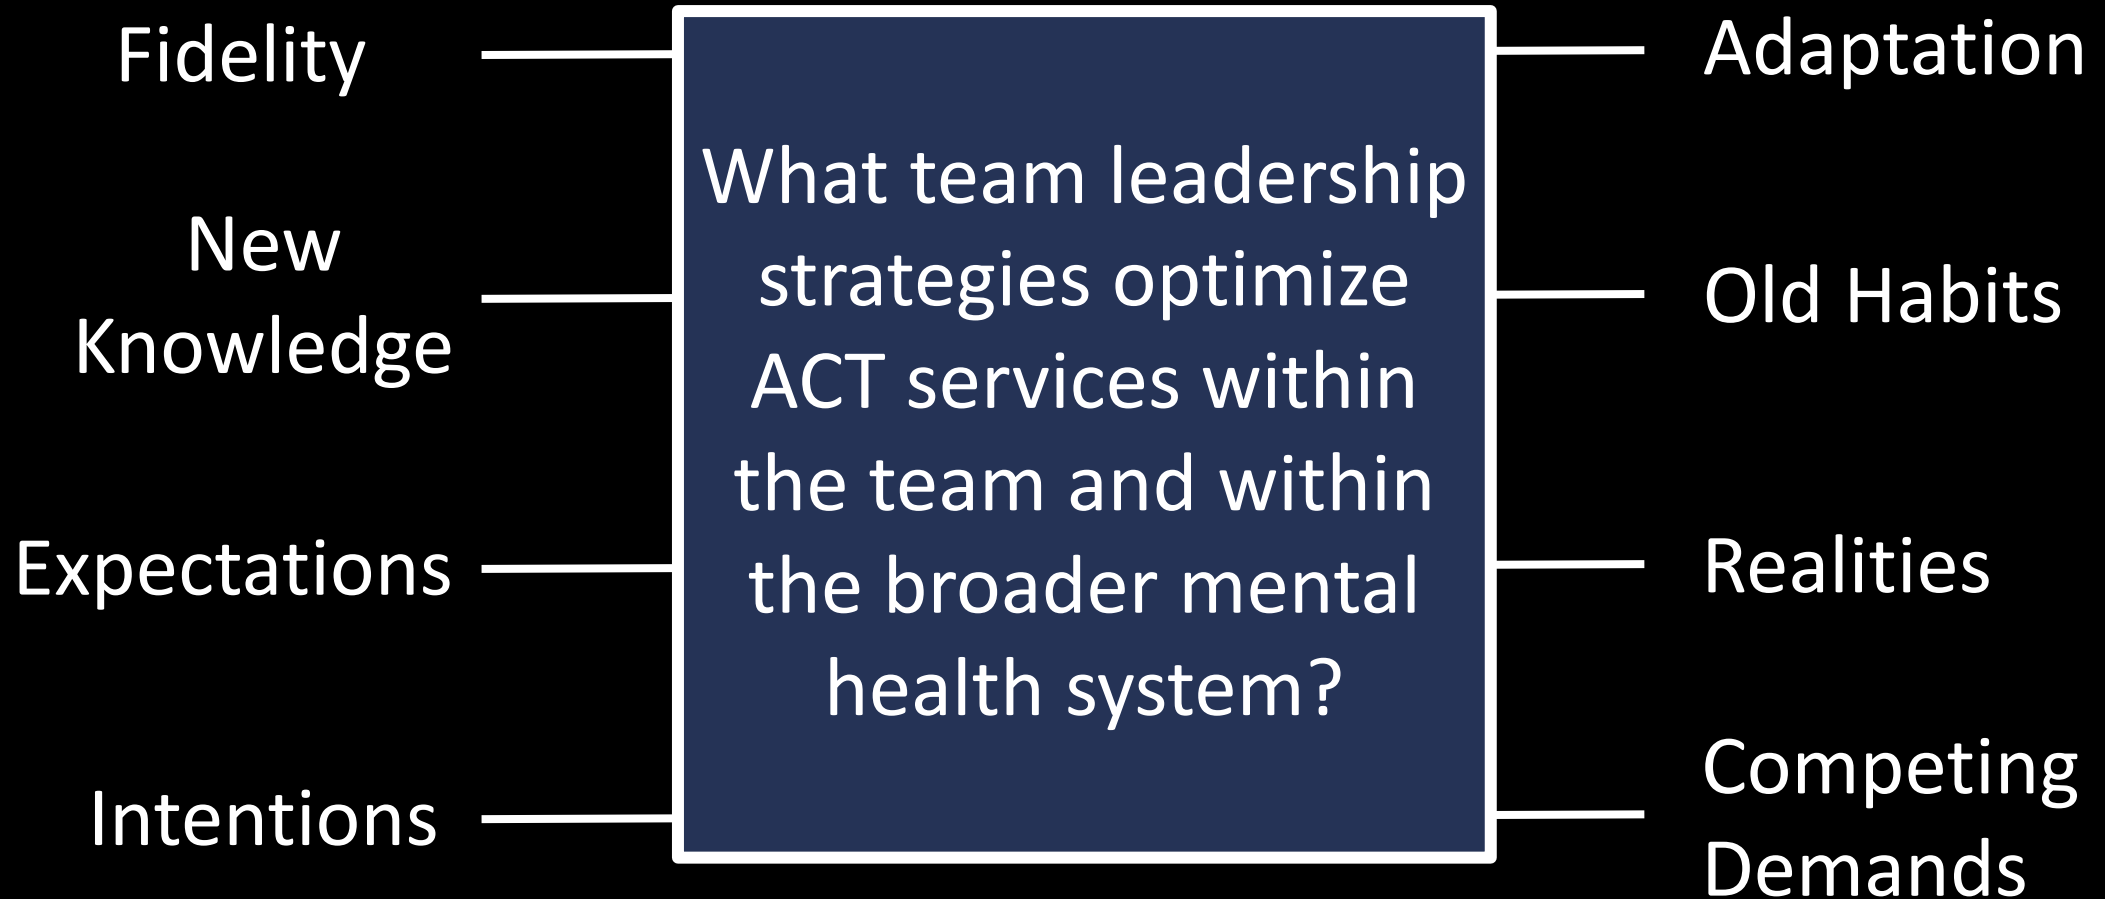 Fidelity
New
Knowledge
Expectations
Intentions
What team leadership
strategies optimize
ACT services within
the team and within
the broader mental
health system?
Adaptation
Old Habits
Realities
Competing
Demands